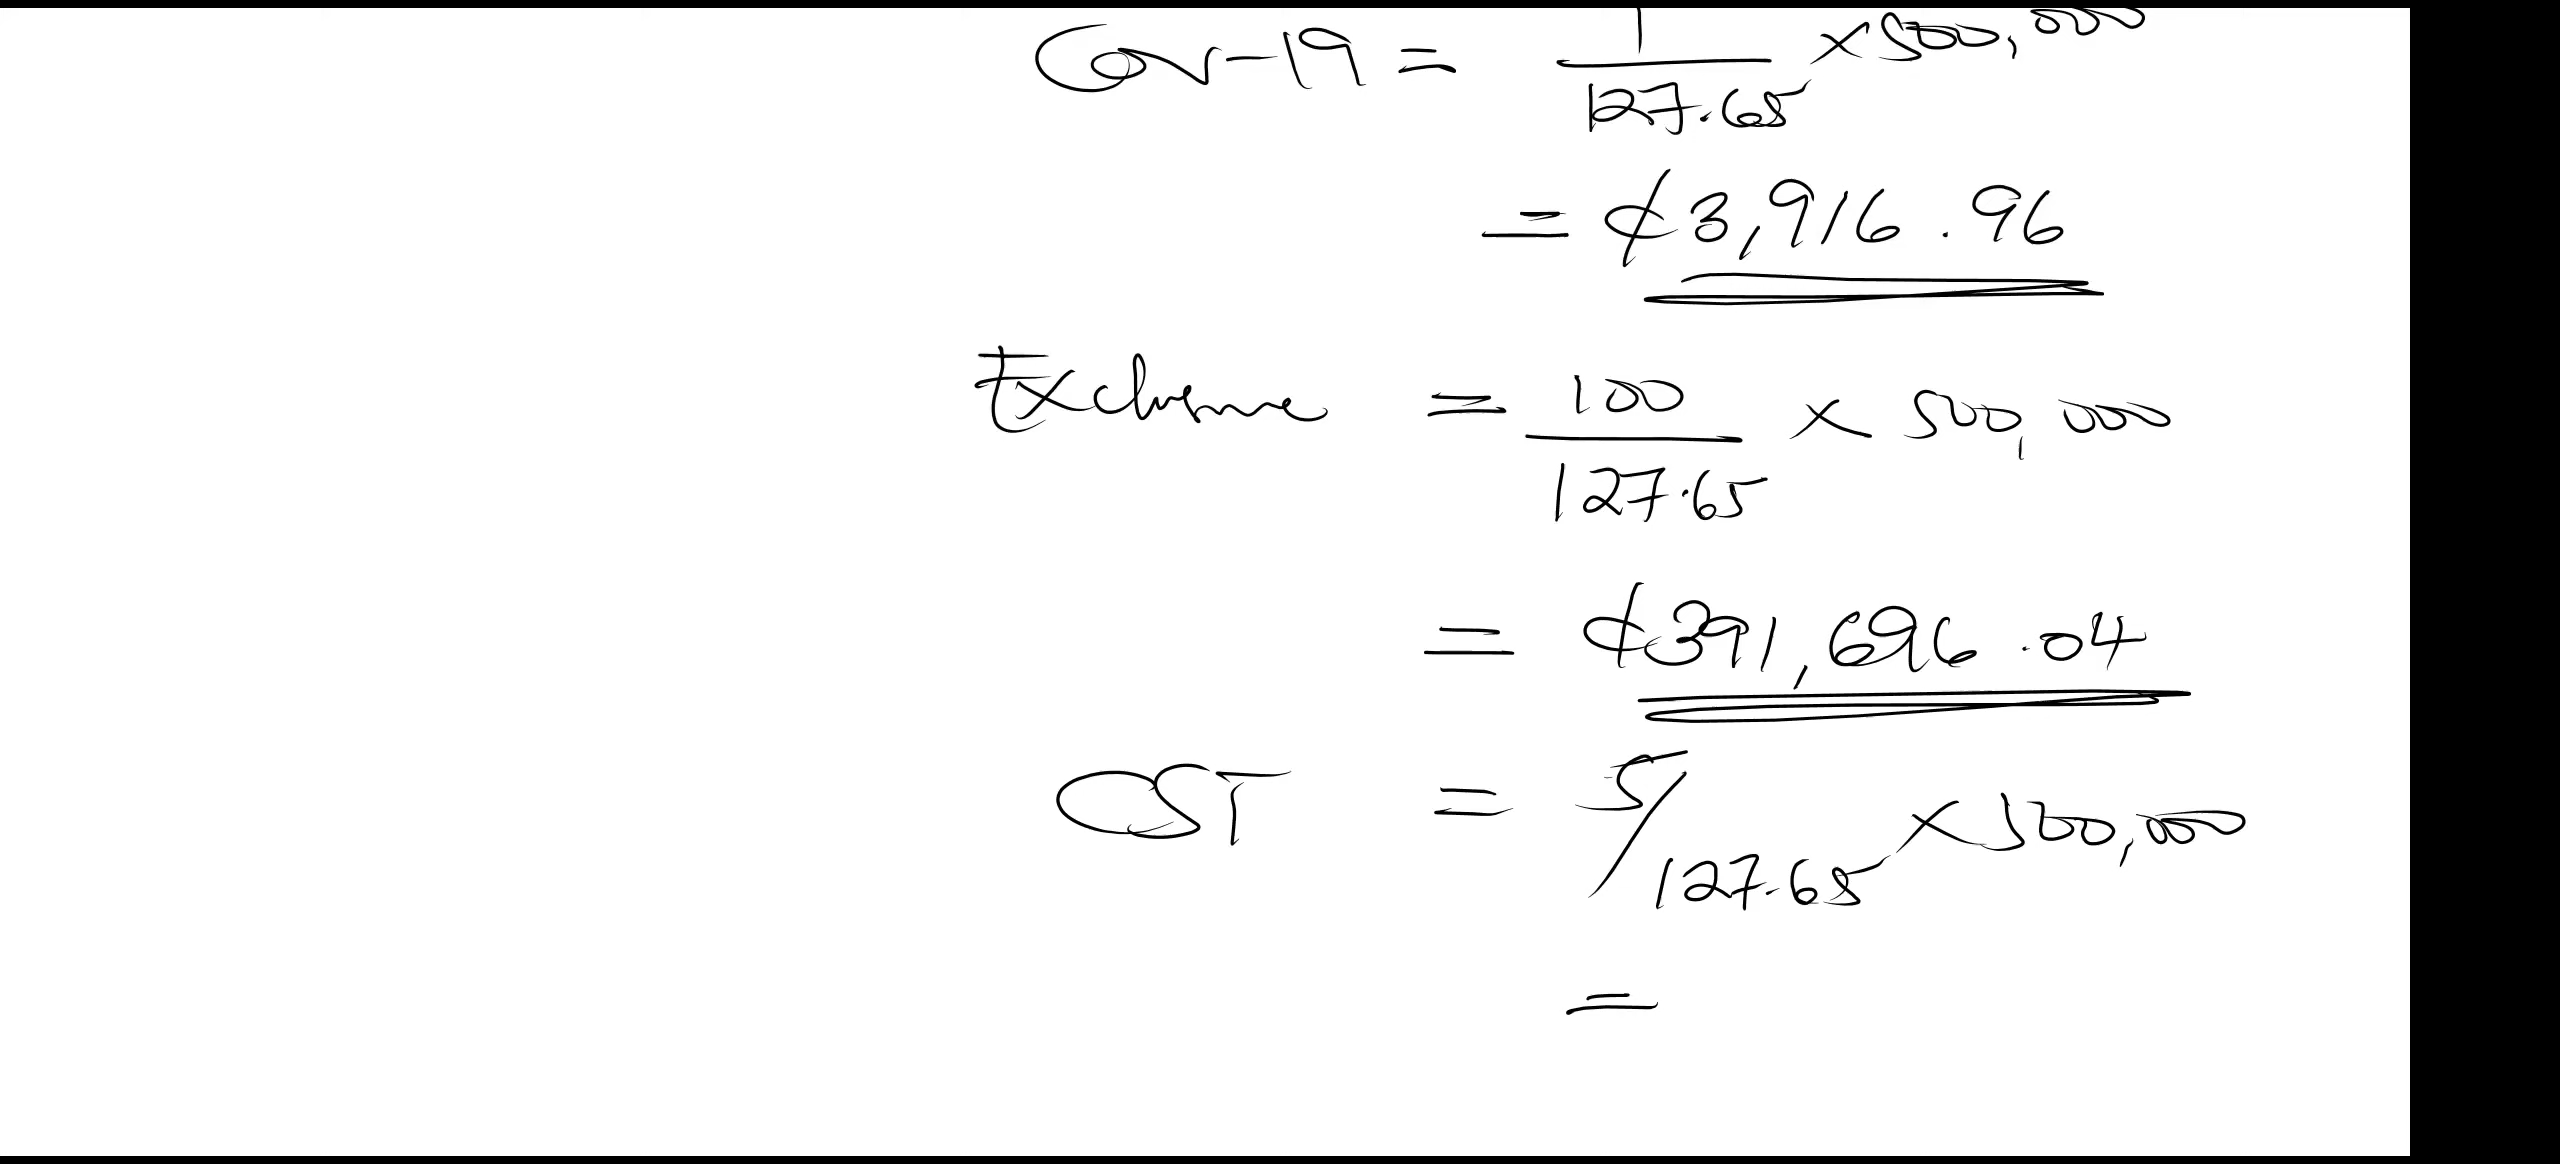 Cov-19 = 1/127.65 × 500,000
= ₵3,916.96
Exclusive = 100/127.65 × 500,000
= ₵391,696.04
CST = 5/127.65 × 500,000
=